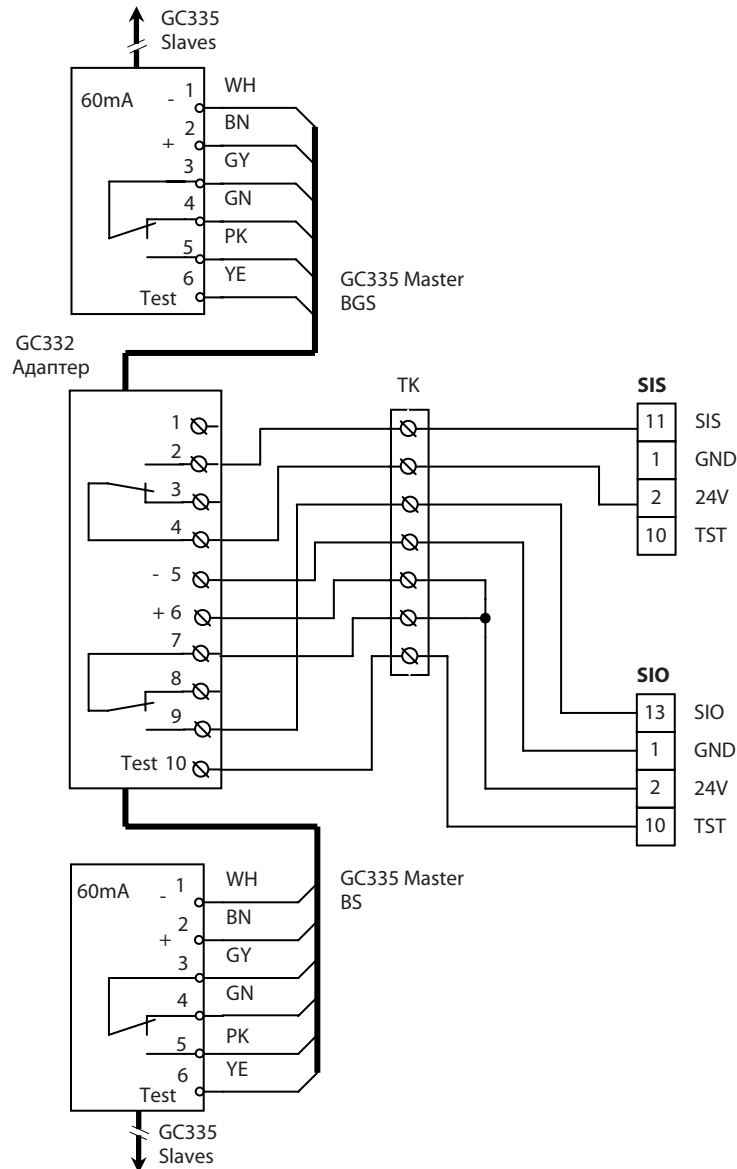 GC335
Slaves
60mA
- 1 WH
2 BN
+
3 GY
4 GN
5 PK
6 YE
Test
GC335 Master
BGS
GC332
Адаптер
TK
SIS
11 SIS
1 GND
2 24V
10 TST
1
2
3
4
- 5
+ 6
7
8
9
Test 10
SIO
13 SIO
1 GND
2 24V
10 TST
60mA
- 1 WH
2 BN
+
3 GY
4 GN
5 PK
6 YE
Test
GC335 Master
BS
GC335
Slaves